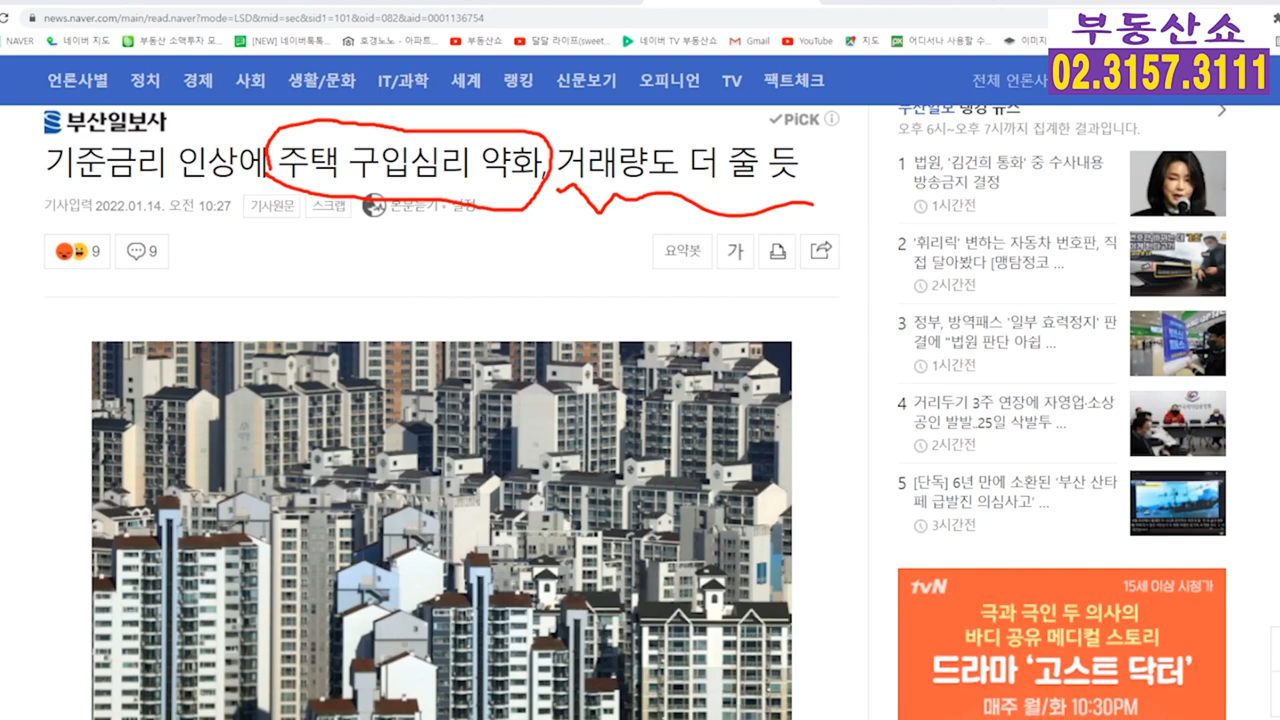 news.naver.com/main/read.naver?mode=LSD&mid=sec&sid1=101&oid=082&aid=0001136754
NAVER 네이버 지도 부동산 소액투자 모... [NEW] 네이버톡톡... 호갱노노 - 아파트... 부동산쇼 달달 라이프(sweet... 네이버 TV 부동산쇼 Gmail YouTube 지도 어디서나 사용할 수... 이미지
부동산쇼
02.3157.3111
언론사별 정치 경제 사회 생활/문화 IT/과학 세계 랭킹 신문보기 오피니언 TV 팩트체크 전체 언론사
부산일보사
PiCK
기준금리 인상에 주택 구입심리 약화, 거래량도 더 줄 듯
기사입력 2022.01.14. 오전 10:27 기사원문 스크랩 본문듣기 · 설정
9 9 요약봇 가
부산일보 랭킹 뉴스
오후 6시~오후 7시까지 집계한 결과입니다.
1 법원, '김건희 통화' 중 수사내용
방송금지 결정
1시간전
2 '휘리릭' 변하는 자동차 번호판, 직
접 달아봤다 [맹탐정코 ...
2시간전
3 정부, 방역패스 '일부 효력정지' 판
결에 "법원 판단 아쉽 ...
1시간전
4 거리두기 3주 연장에 자영업·소상
공인 발발..25일 삭발투 ...
2시간전
5 [단독] 6년 만에 소환된 '부산 산타
페 급발진 의심사고' ...
3시간전
tvN 15세 이상 시청가
극과 극인 두 의사의
바디 공유 메디컬 스토리
드라마 '고스트 닥터'
매주 월/화 10:30PM